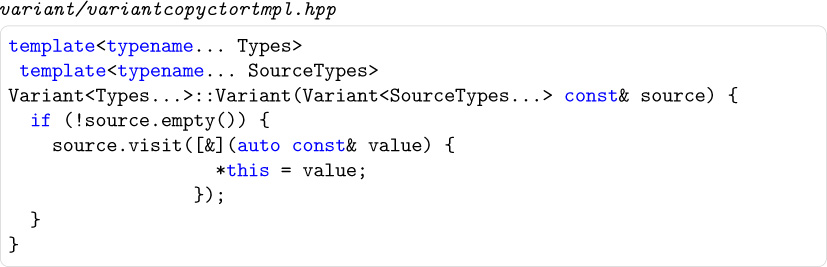 variant/variantcopyctortmpl.hpp
template<typename... Types>
 template<typename... SourceTypes>
Variant<Types...>::Variant(Variant<SourceTypes...> const& source) {
  if (!source.empty()) {
    source.visit([&](auto const& value) {
                   *this = value;
                 });
  }
}